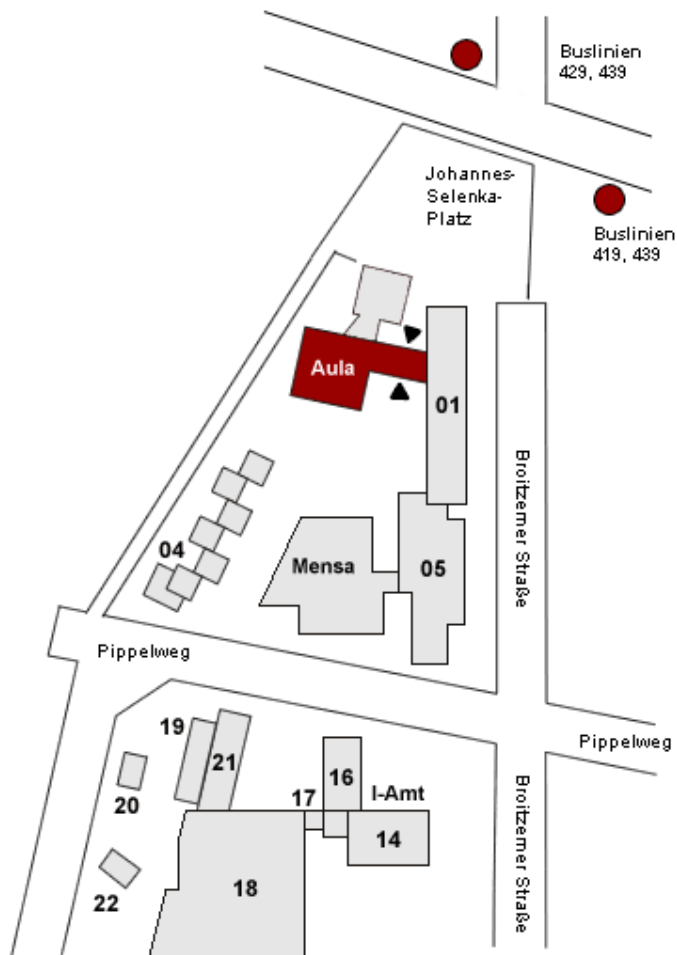 Buslinien
429, 439
Johannes-
Selenka-
Platz
Buslinien
419, 439
Aula
01
Broitzemer Straße
04
Mensa
05
Pippelweg
19
21
Pippelweg
16
17
I-Amt
20
14
Broitzemer Straße
18
22